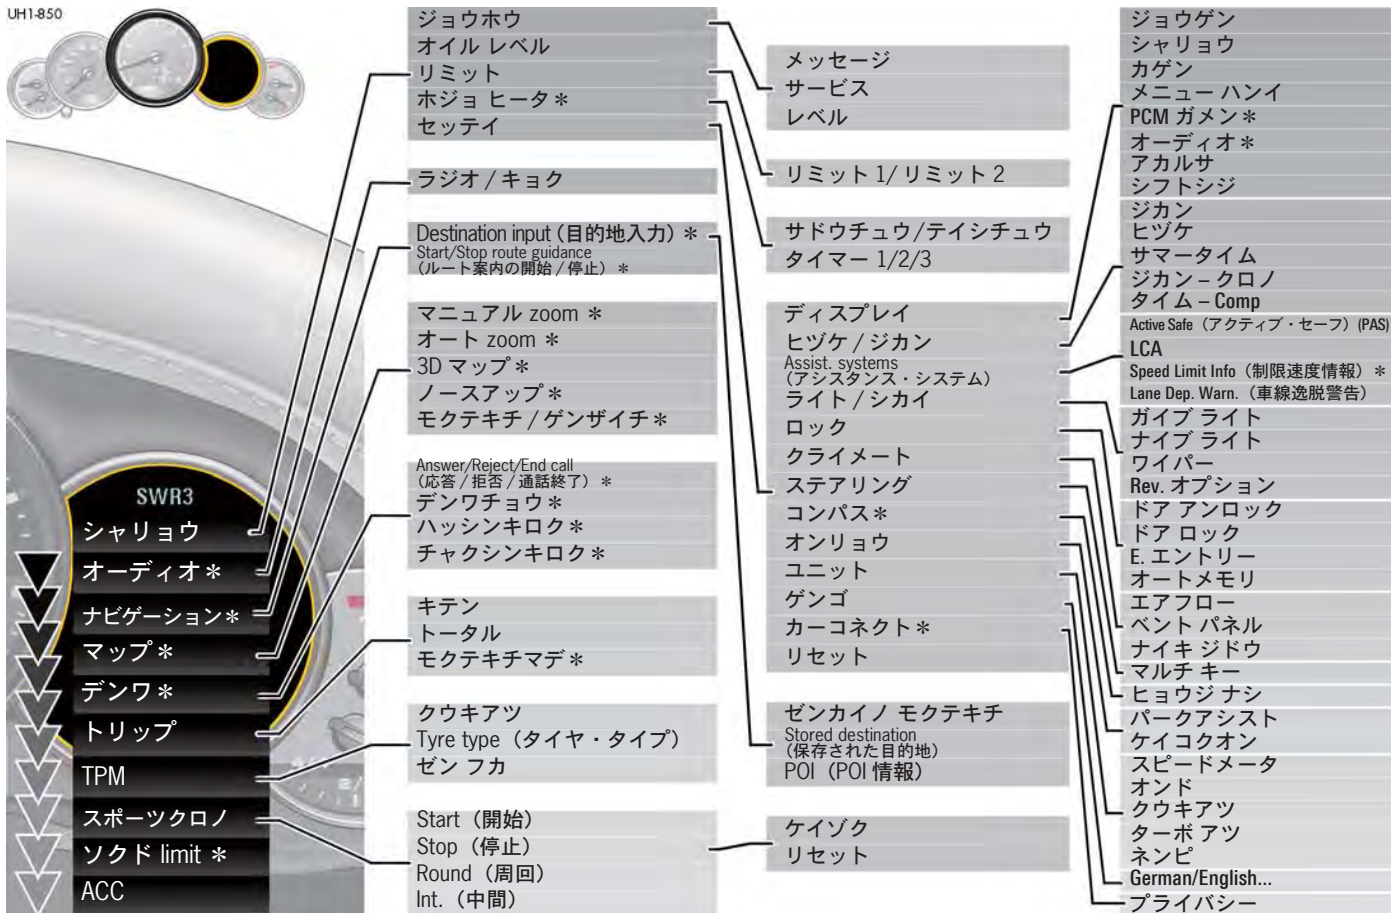 UH1-850
SWR3
シャリョウ
オーディオ*
ナビゲーション*
マップ*
デンワ*
トリップ
TPM
スポーツクロノ
ソクド limit *
ACC
ジョウホウ
オイル レベル
リミット
ホジョ ヒータ*
セッテイ
ラジオ / キョク
Destination input (目的地入力) *
Start/Stop route guidance
(ルート案内の開始 / 停止) *
マニュアル zoom *
オート zoom *
3D マップ*
ノースアップ*
モクテキチ / ゲンザイチ*
Answer/Reject/End call
(応答 / 拒否 / 通話終了) *
デンワチョウ*
ハッシンキロク*
チャクシンキロク*
キテン
トータル
モクテキチマデ*
クウキアツ
Tyre type (タイヤ・タイプ)
ゼン フカ
Start (開始)
Stop (停止)
Round (周回)
Int. (中間)
メッセージ
サービス
レベル
リミット 1/ リミット 2
サドウチュウ/テイシチュウ
タイマー 1/2/3
ディスプレイ
ヒヅケ / ジカン
Assist. systems
(アシスタンス・システム)
ライト / シカイ
ロック
クライメート
ステアリング
コンパス*
オンリョウ
ユニット
ゲンゴ
カーコネクト*
リセット
ゼンカイノ モクテキチ
Stored destination
(保存された目的地)
POI (POI 情報)
ケイゾク
リセット
ジョウゲン
シャリョウ
カゲン
メニュー ハンイ
PCM ガメン*
オーディオ*
アカルサ
シフトシジ
ジカン
ヒヅケ
サマータイム
ジカン – クロノ
タイム – Comp
Active Safe (アクティブ・セーフ) (PAS)
LCA
Speed Limit Info (制限速度情報) *
Lane Dep. Warn. (車線逸脱警告)
ガイブ ライト
ナイブ ライト
ワイパー
Rev. オプション
ドア アンロック
ドア ロック
E. エントリー
オートメモリ
エアフロー
ベント パネル
ナイキ ジドウ
マルチ キー
ヒョウジ ナシ
パークアシスト
ケイコクオン
スピードメータ
オンド
クウキアツ
ターボ アツ
ネンピ
German/English...
プライバシー